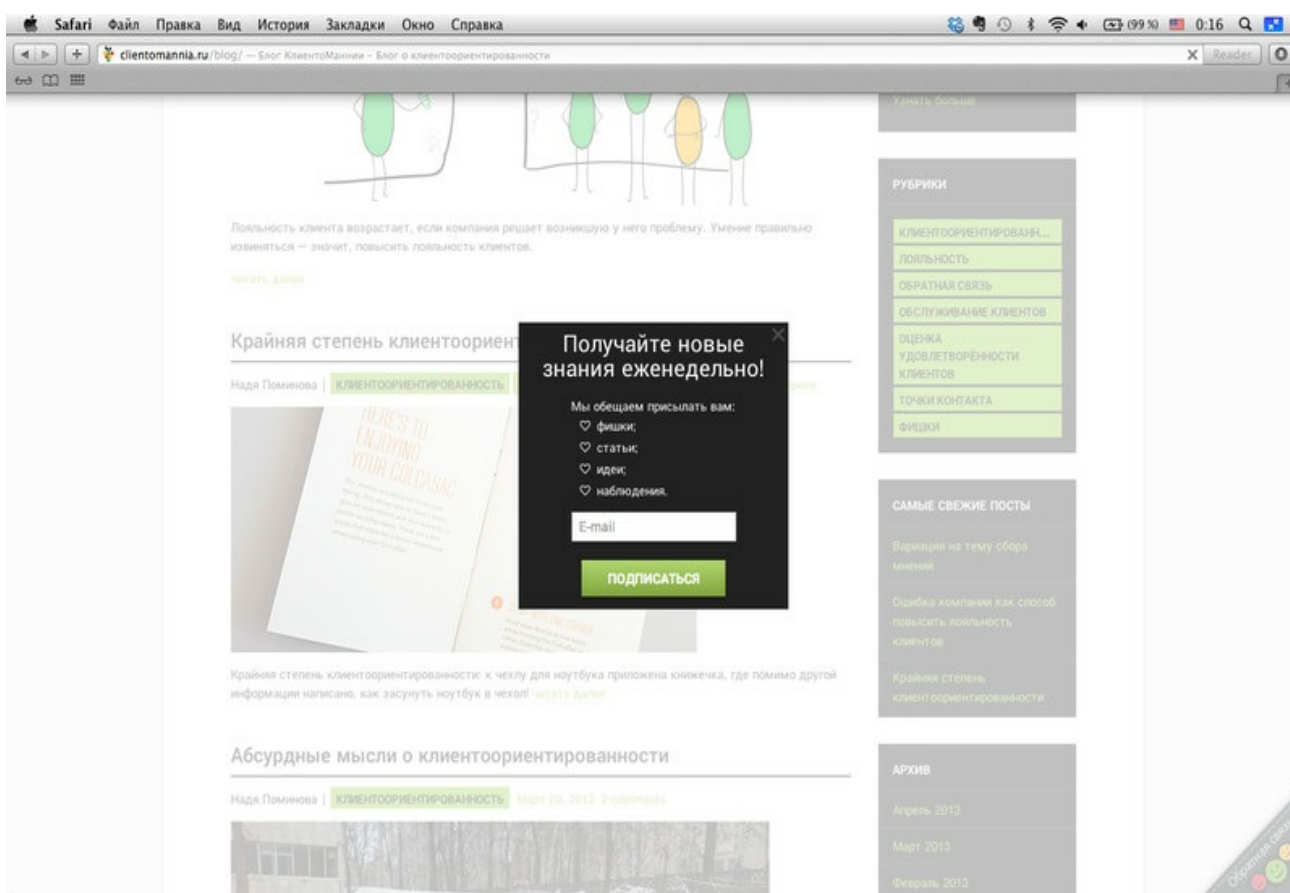 Safari Файл Правка Вид История Закладки Окно Справка
(99 %) 0:16
clientomannia.ru/blog/ — Блог КлиентоМаннии – Блог о клиентоориентированности
Reader
Узнать больше
Лояльность клиента возрастает, если компания решает возникшую у него проблему. Умение правильно
извиняться — значит, повысить лояльность клиентов.
читать далее
Крайняя степень клиентоориент
Надя Поминова | КЛИЕНТООРИЕНТИРОВАННОСТЬ
HERE'S TO
ENJOYING
YOUR COLCASAC
Крайняя степень клиентоориентированности: к чехлу для ноутбука приложена книжечка, где помимо другой
информации написано, как засунуть ноутбук в чехол! читать далее
Абсурдные мысли о клиентоориентированности
Надя Поминова | КЛИЕНТООРИЕНТИРОВАННОСТЬ Март 29, 2013 2 comments
Получайте новые
знания еженедельно!
Мы обещаем присылать вам:
фишки;
статьи;
идеи;
наблюдения.
E-mail
ПОДПИСАТЬСЯ
РУБРИКИ
КЛИЕНТООРИЕНТИРОВАНН...
ЛОЯЛЬНОСТЬ
ОБРАТНАЯ СВЯЗЬ
ОБСЛУЖИВАНИЕ КЛИЕНТОВ
ОЦЕНКА
УДОВЛЕТВОРЁННОСТИ
КЛИЕНТОВ
ТОЧКИ КОНТАКТА
ФИШКИ
САМЫЕ СВЕЖИЕ ПОСТЫ
Вариация на тему сбора
мнений
Ошибка компании как способ
повысить лояльность
клиентов
Крайняя степень
клиентоориентированности
АРХИВ
Апрель 2013
Март 2013
Февраль 2013
Обратная связь